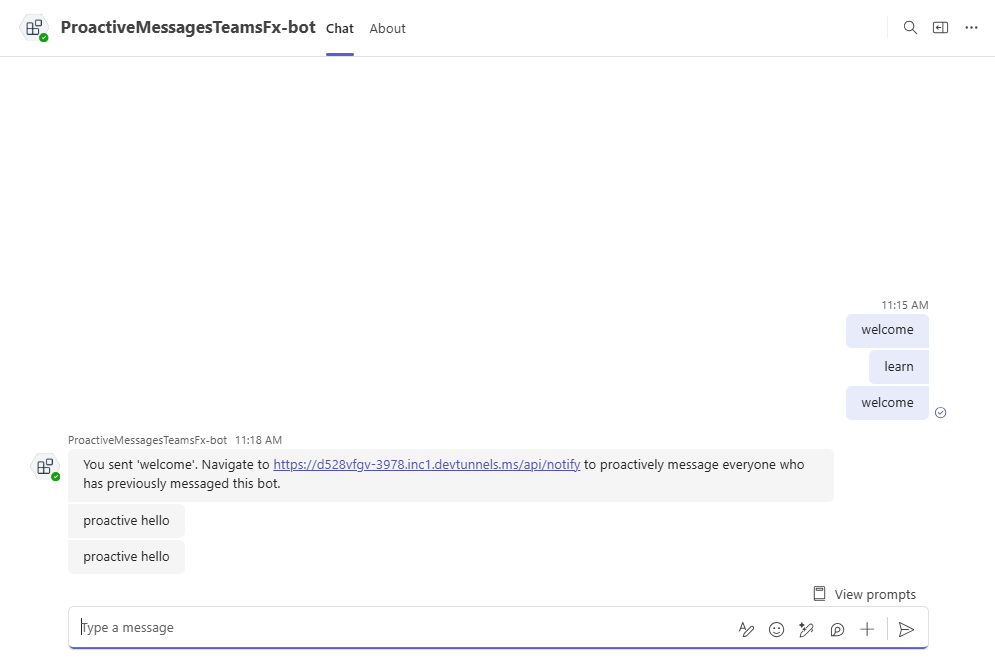 ProactiveMessagesTeamsFx-bot Chat About
11:15 AM
welcome
learn
welcome
ProactiveMessagesTeamsFx-bot 11:18 AM
You sent 'welcome'. Navigate to https://d528vfgv-3978.inc1.devtunnels.ms/api/notify to proactively message everyone who
has previously messaged this bot.
proactive hello
proactive hello
View prompts
Type a message